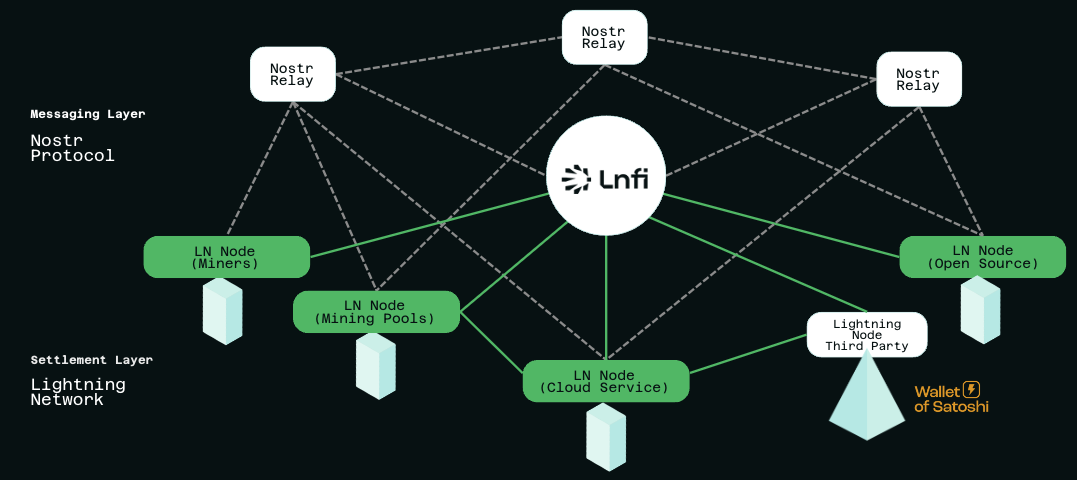 Nostr
Relay
Nostr
Relay
Nostr
Relay
Messaging Layer
Nostr
Protocol
Lnfi
LN Node
(Miners)
LN Node
(Open Source)
LN Node
(Mining Pools)
Lightning
Node
Third Party
Settlement Layer
Lightning
Network
LN Node
(Cloud Service)
Wallet
of Satoshi